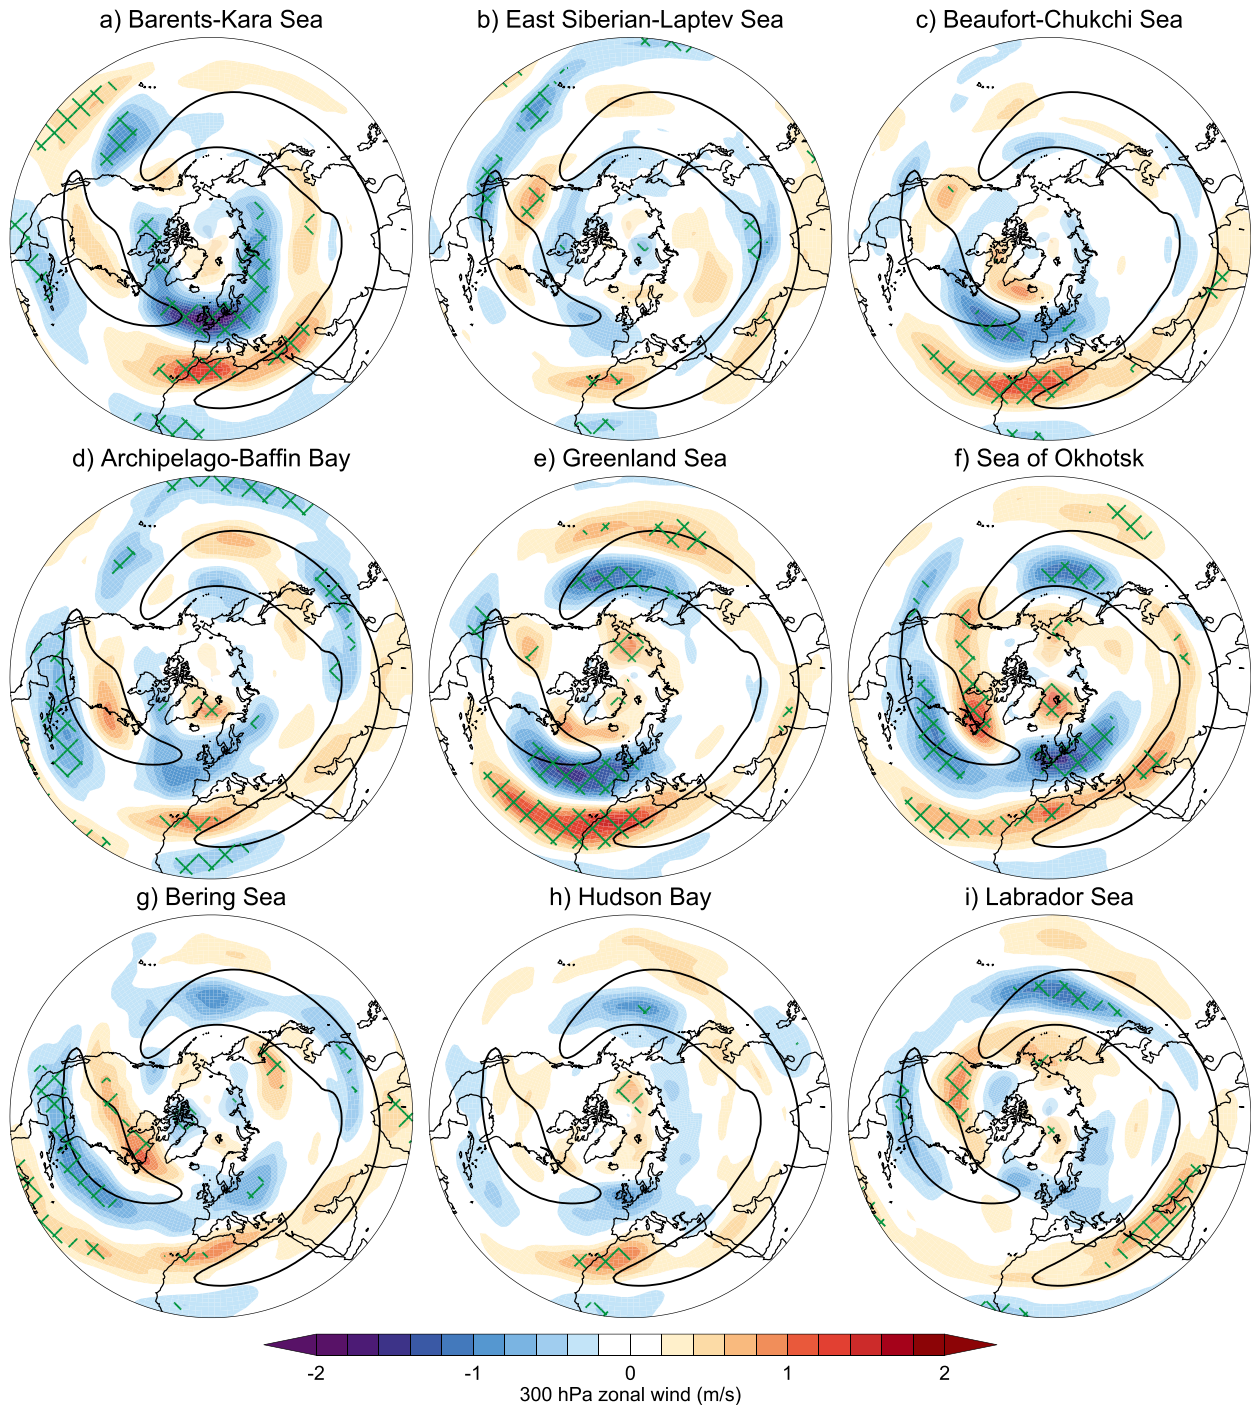 a) Barents-Kara Sea
b) East Siberian-Laptev Sea
c) Beaufort-Chukchi Sea
d) Archipelago-Baffin Bay
e) Greenland Sea
f) Sea of Okhotsk
g) Bering Sea
h) Hudson Bay
i) Labrador Sea
-2 -1 0 1 2
300 hPa zonal wind (m/s)